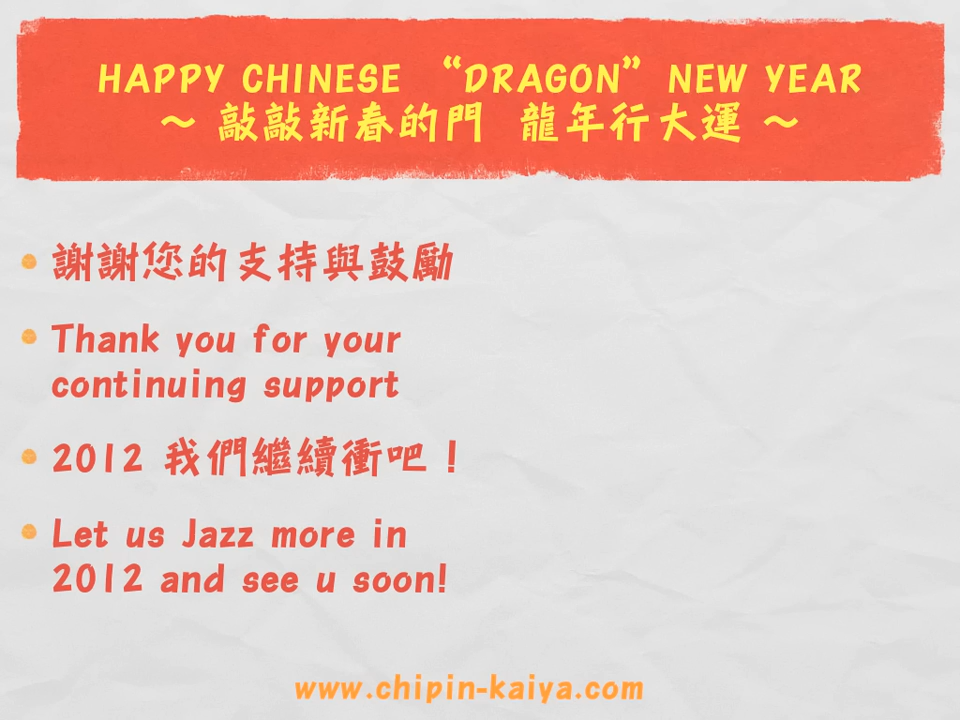 HAPPY CHINESE “DRAGON” NEW YEAR
～ 敲敲新春的門 龍年行大運 ～
謝謝您的支持與鼓勵
Thank you for your
continuing support
2012 我們繼續衝吧！
Let us Jazz more in
2012 and see u soon!
www.chipin-kaiya.com